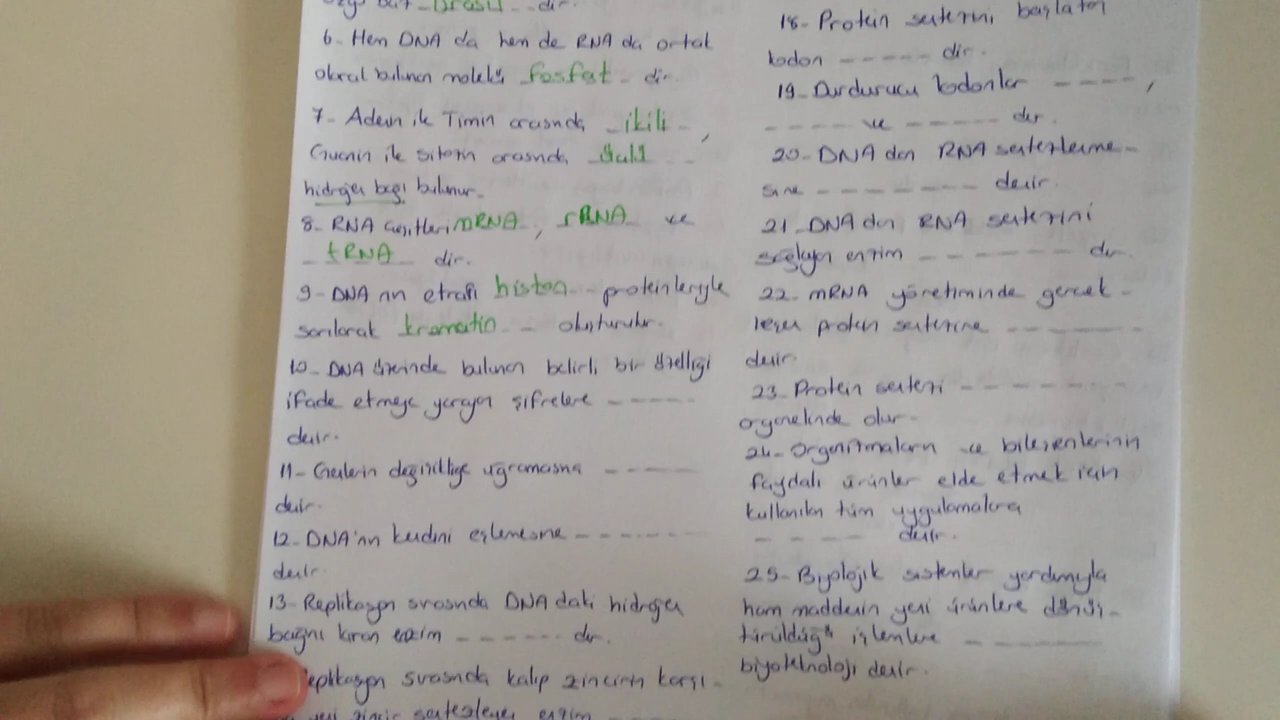 Urasil dir.
6- Hem DNA da hem de RNA da ortak
olarak bulunan molekül fosfat dir.
7- Adenin ile Timin arasında ikili,
Guanin ile sitozin arasında üçlü
hidrojen bağı bulunur.
8- RNA çeşitleri mRNA, rRNA ve
tRNA dir.
9- DNA'nın etrafı histon proteinleriyle
sarılarak kromatin oluşturulur.
10- DNA üzerinde bulunan belirli bir özelliği
ifade etmeye yarayan şifrelere -----
denir.
11- Genlerin değişikliğe uğramasına -----
denir.
12- DNA'nın kendini eşlemesine -------
denir.
13- Replikasyon sırasında DNA daki hidrojen
bağını kıran enzim ------ dır.
Replikasyon sırasında kalıp zincirin karşı-
yeni zincir sentezleyen enzim
18- Protein sentezini başlatan
kodon ----- dir.
19- Durdurucu kodonlar ----,
----- ve ----- dır.
20- DNA dan RNA sentezlenme-
sine ------- denir.
21- DNA dan RNA sentezini
sağlayan enzim ------- dır.
22- mRNA yönetiminde gerçek-
leşen protein sentezine -------
denir.
23- Protein sentezi --------
organelinde olur.
24- Organizmaların ve bileşenlerinin
faydalı ürünler elde etmek için
kullanılan tüm uygulamalara
---- denir.
25- Biyolojik sistemler yardımıyla
ham maddenin yeni ürünlere dönüş-
türüldüğü işlemlere -------
biyoteknoloji denir.